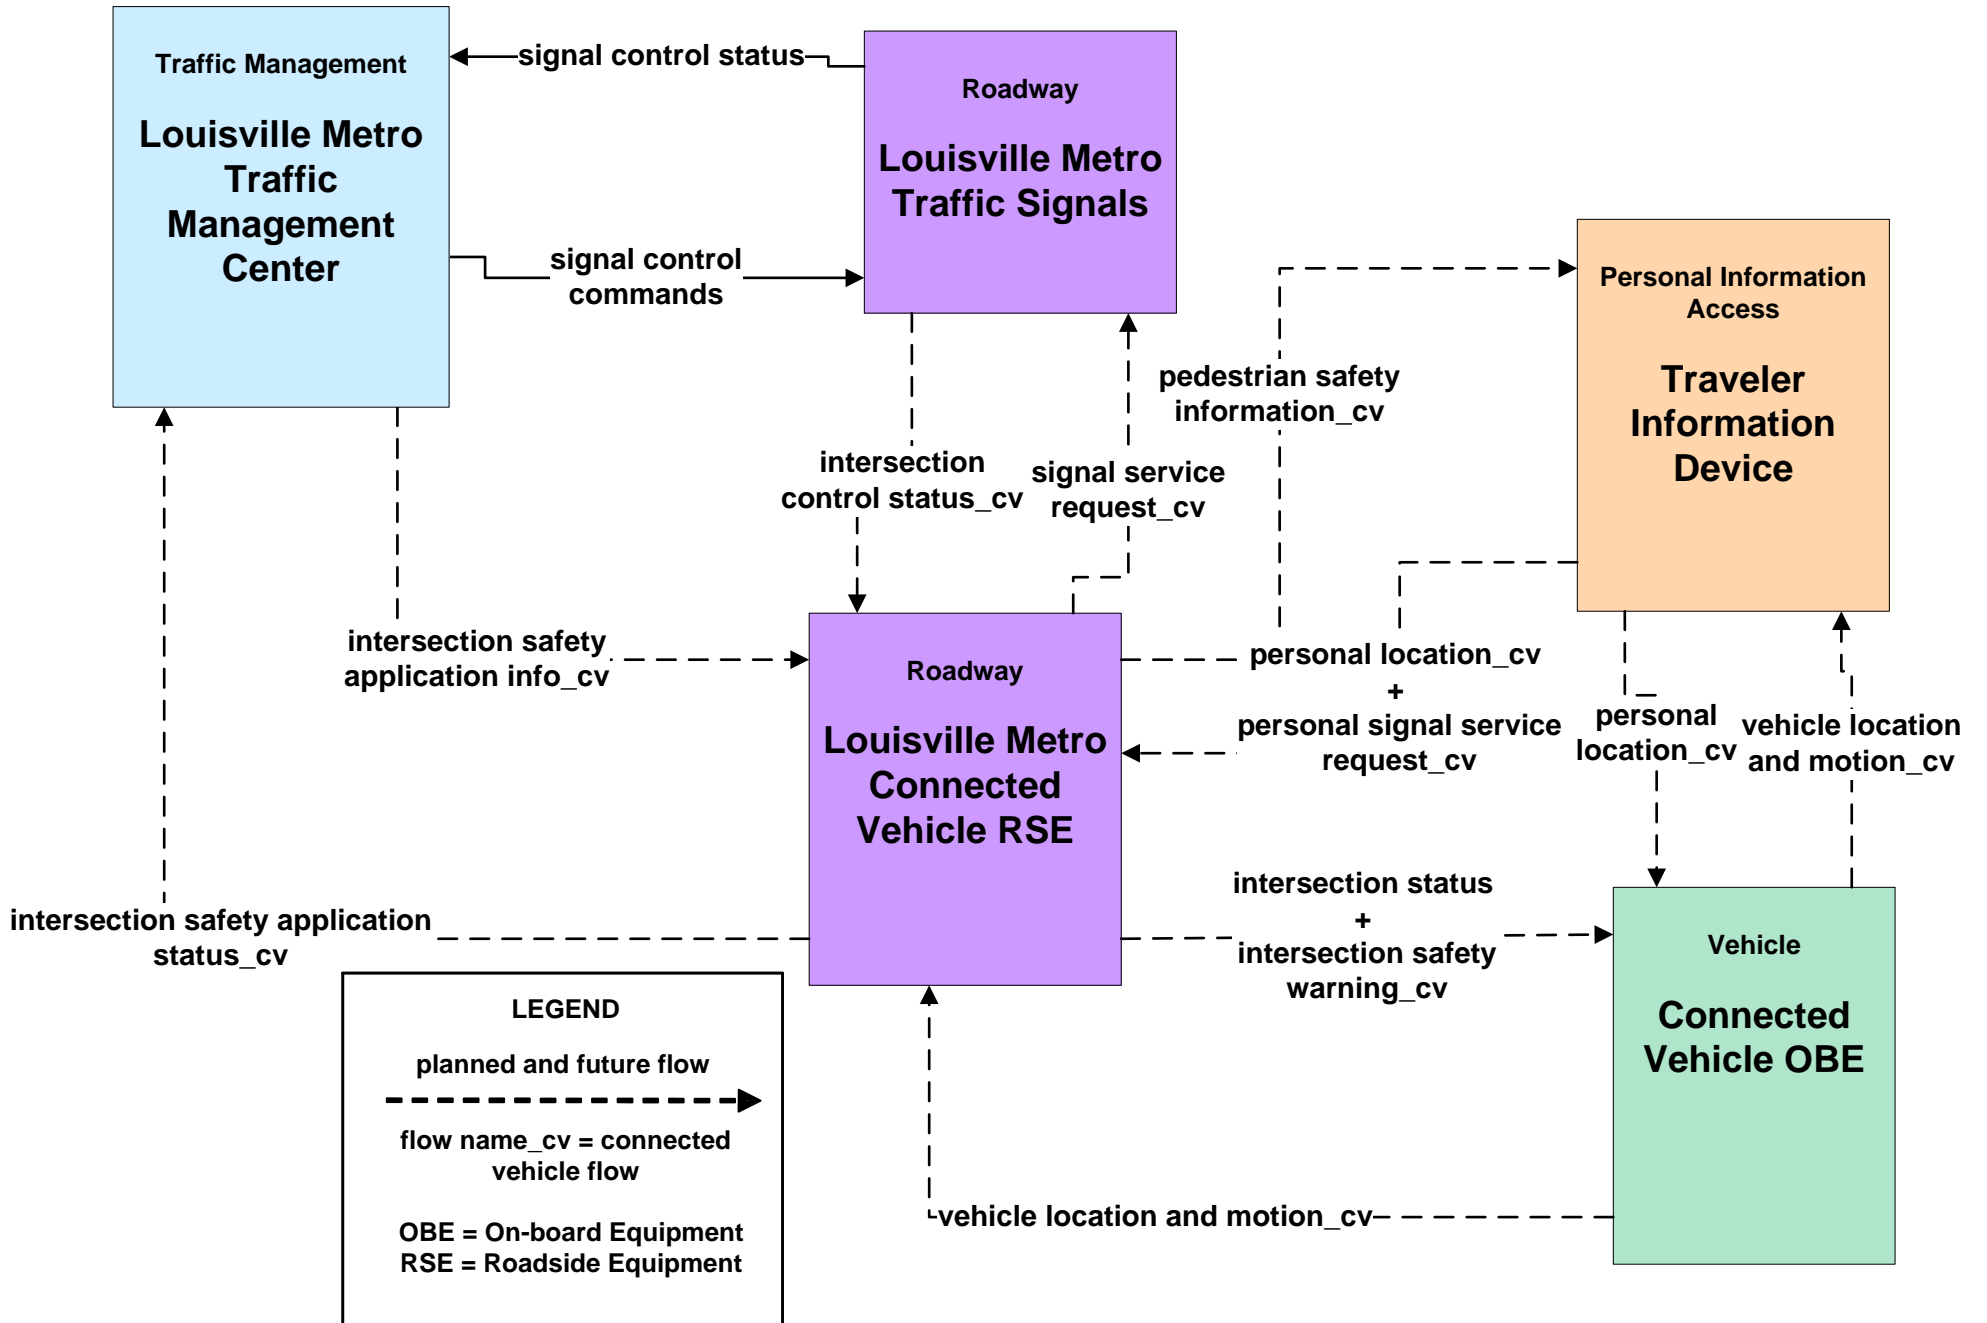 Traffic Management
Louisville Metro
Traffic
Management
Center
signal control status
Roadway
Louisville Metro
Traffic Signals
signal control
commands
Personal Information
Access
Traveler
Information
Device
pedestrian safety
information_cv
intersection
control status_cv
signal service
request_cv
intersection safety
application info_cv
Roadway
Louisville Metro
Connected
Vehicle RSE
personal location_cv
+
personal signal service
request_cv
personal
location_cv
vehicle location
and motion_cv
intersection safety application
status_cv
intersection status
+
intersection safety
warning_cv
Vehicle
Connected
Vehicle OBE
vehicle location and motion_cv
LEGEND
planned and future flow
flow name_cv = connected
vehicle flow
OBE = On-board Equipment
RSE = Roadside Equipment